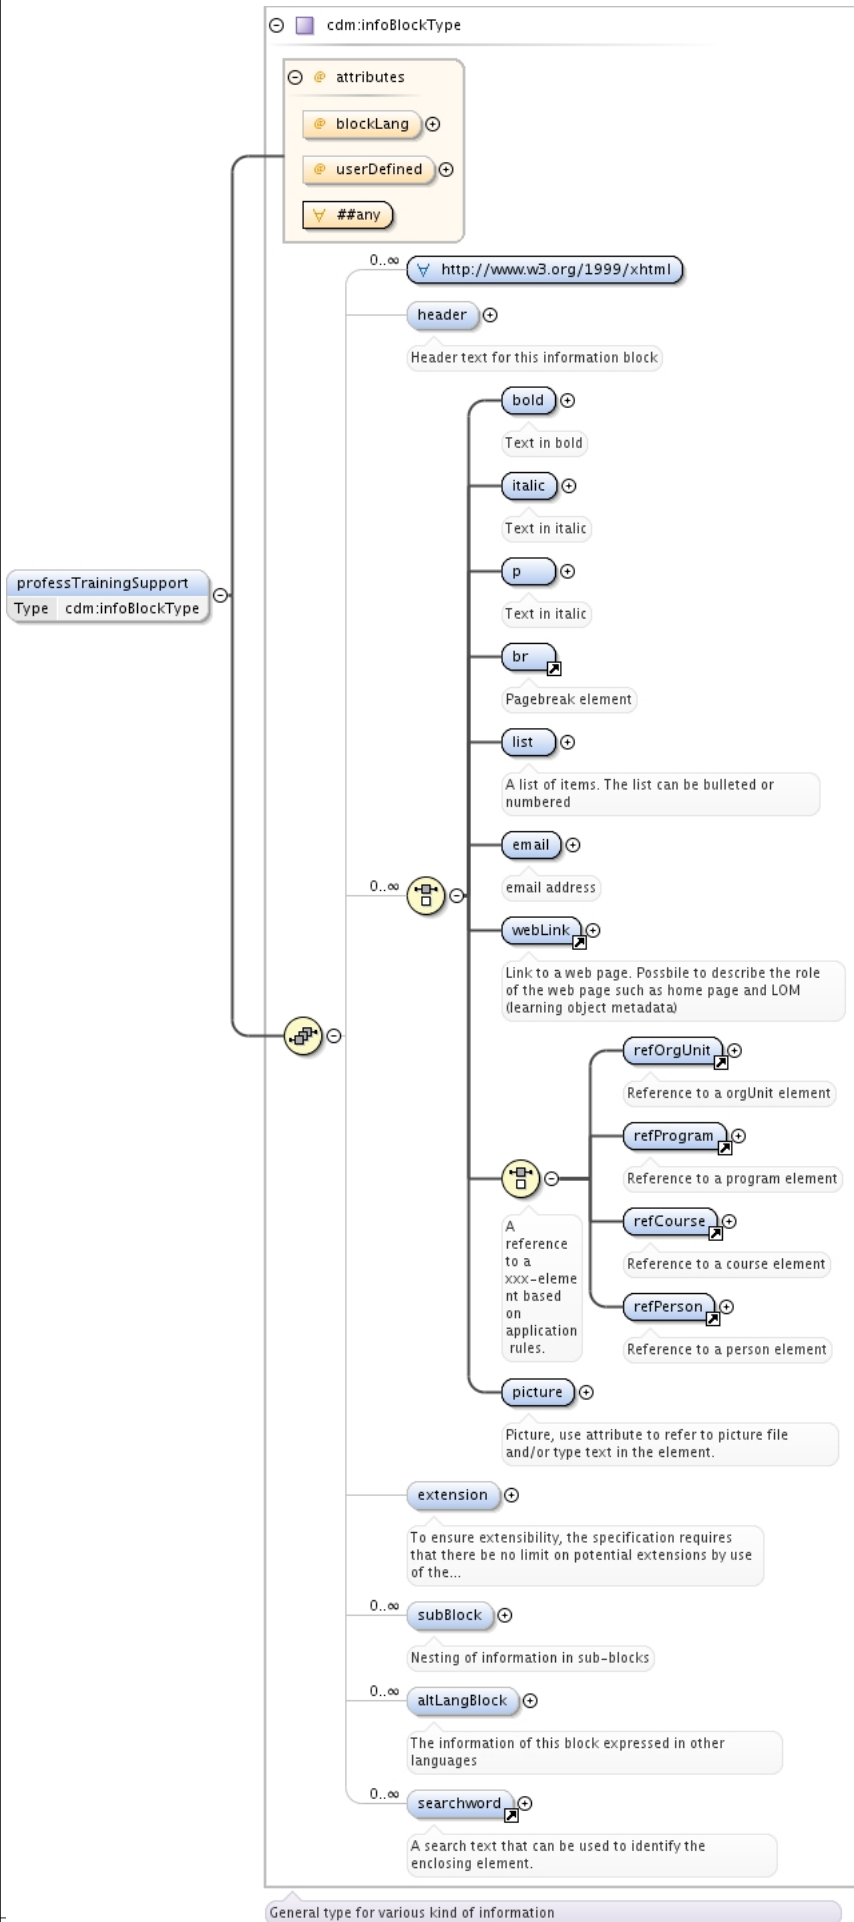 cdm:infoBlockType
@ attributes
@ blockLang
@ userDefined
∀ ##any
0..∞
∀ http://www.w3.org/1999/xhtml
header
Header text for this information block
bold
Text in bold
italic
Text in italic
p
Text in italic
professTrainingSupport
Type cdm:infoBlockType
br
Pagebreak element
list
A list of items. The list can be bulleted or
numbered
email
0..∞
email address
webLink
Link to a web page. Possbile to describe the role
of the web page such as home page and LOM
(learning object metadata)
refOrgUnit
Reference to a orgUnit element
refProgram
Reference to a program element
A
reference
to a
xxx-eleme
nt based
on
application
rules.
refCourse
Reference to a course element
refPerson
Reference to a person element
picture
Picture, use attribute to refer to picture file
and/or type text in the element.
extension
To ensure extensibility, the specification requires
that there be no limit on potential extensions by use
of the...
0..∞
subBlock
Nesting of information in sub-blocks
0..∞
altLangBlock
The information of this block expressed in other
languages
0..∞
searchword
A search text that can be used to identify the
enclosing element.
General type for various kind of information